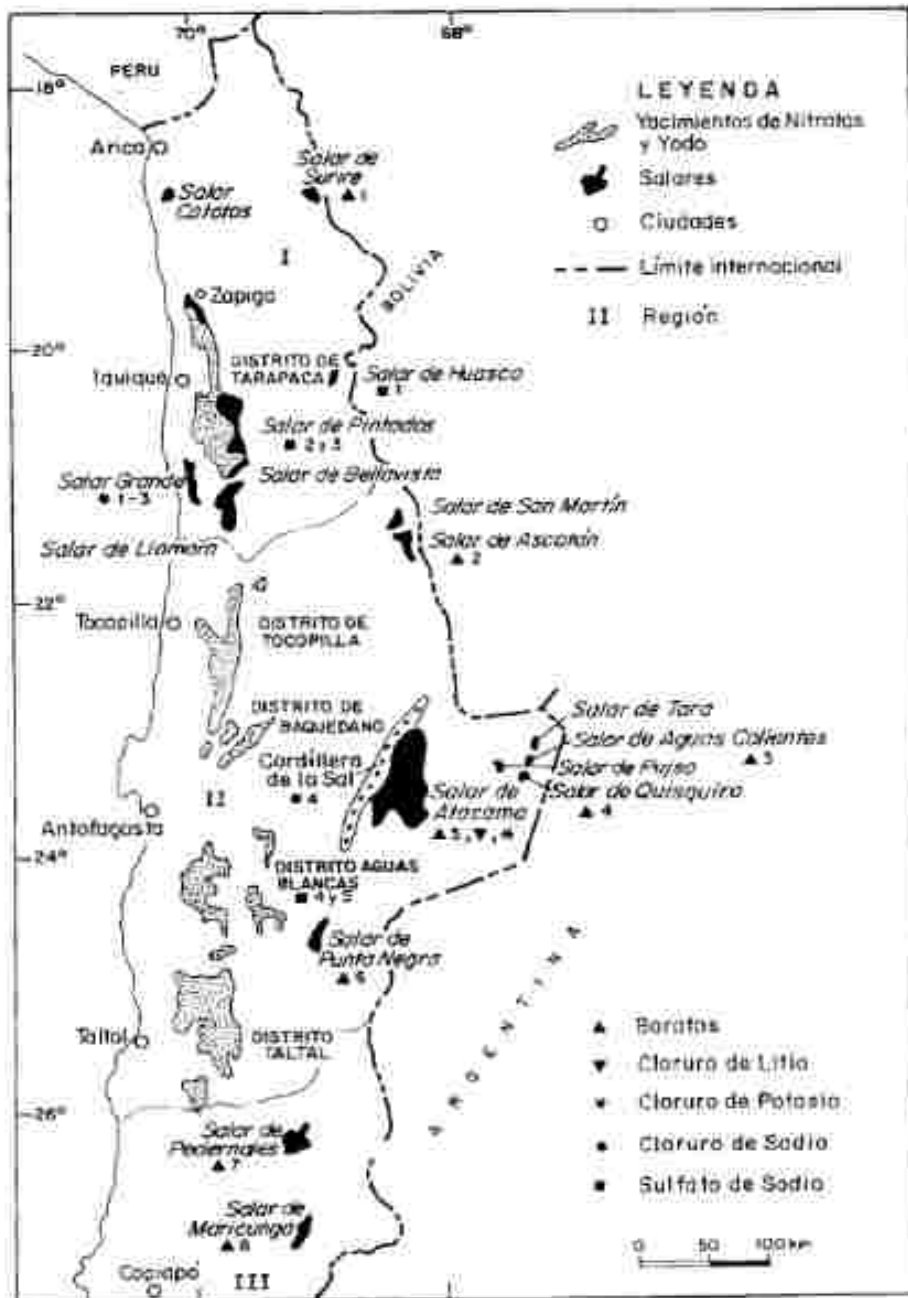 70°
68°
PERU
18°
LEYENDA
Yacimientos de Nitratos
y Yodo
Salares
Ciudades
Límite internacional
II Región
Arica
Salar de
Surire
1
Salar
I
BOLIVIA
Zapiga
20°
DISTRITO DE
TARAPACA
Salar de Huasco
1
Iquique
Salar de Pintados
2 y 3
Salar de Bellavista
Salar Grande
1-3
Salar de San Martín
Salar de Llamara
Salar de Ascotán
2
22°
Tocopilla
DISTRITO DE
TOCOPILLA
DISTRITO DE
BAQUEDANO
Salar de Tara
Salar de Aguas Calientes
3
Cordillera
de la Sal
4
Salar de Pujsa
Salar de Quisquiro
4
II
Salar de
Atacama
Antofagasta
24°
DISTRITO AGUAS
BLANCAS
4 y 5
Salar de
Punta Negra
6
ARGENTINA
Taltal
DISTRITO
TALTAL
Boratos
Cloruro de Litio
Cloruro de Potasio
Cloruro de Sodio
Sulfato de Sodio
26°
Salar de
Pedernales
7
Salar de
Maricunga
8
0 50 100 km
Copiapó
III